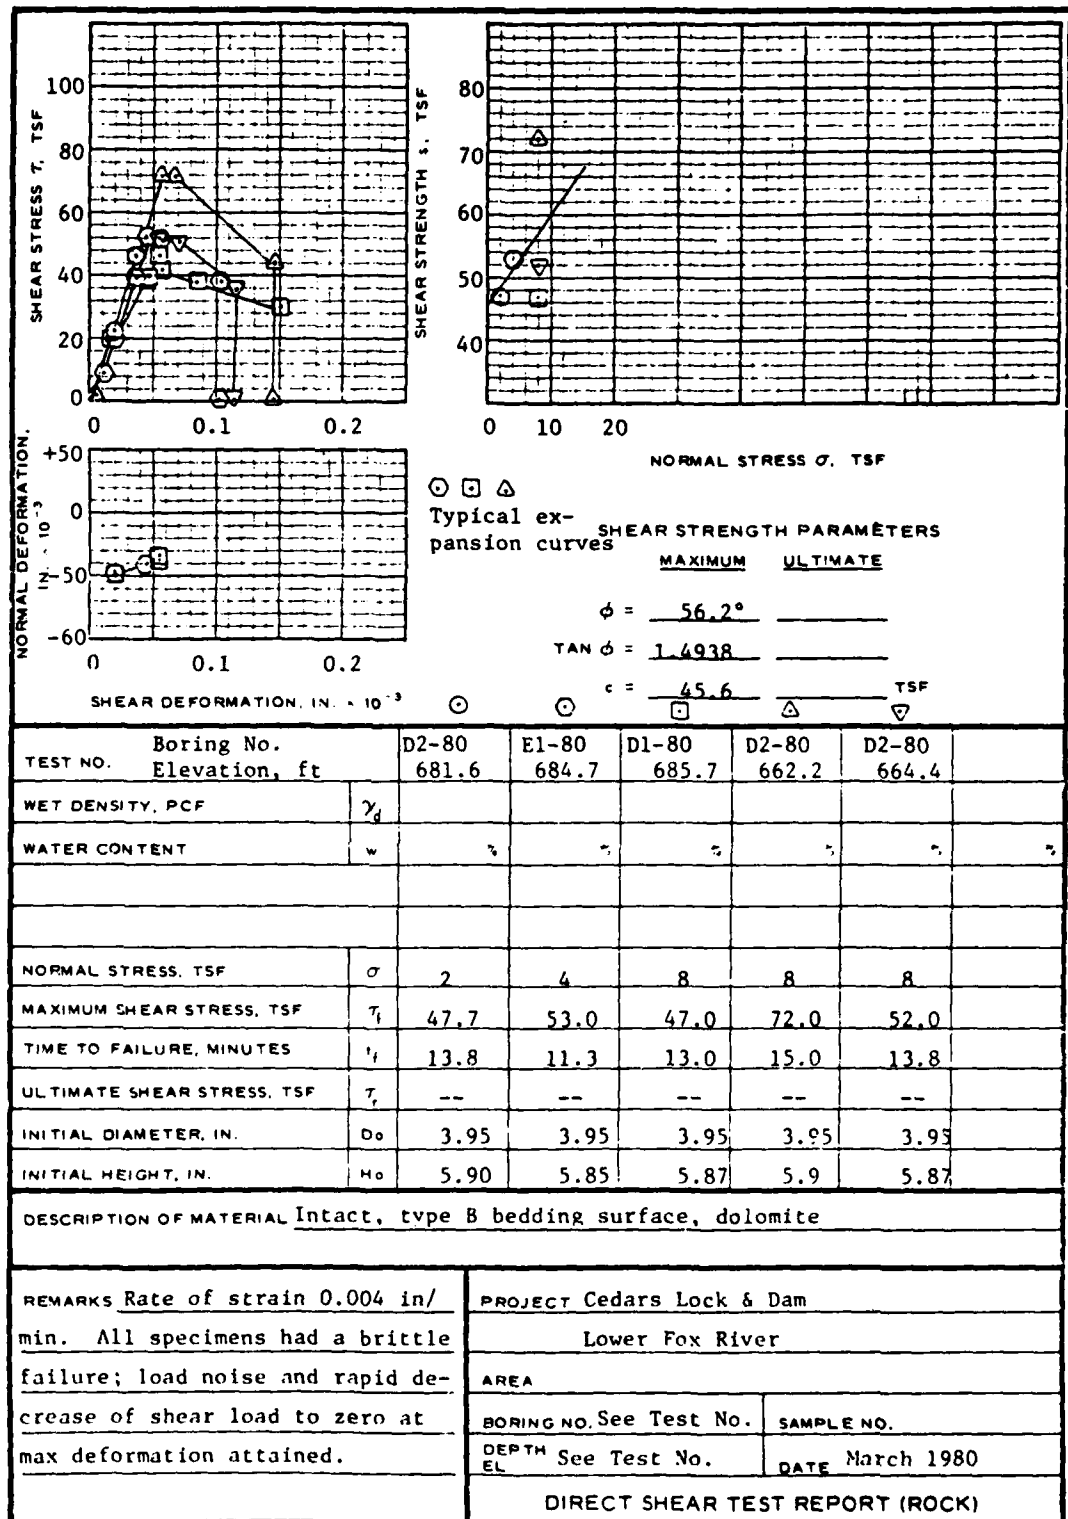 SHEAR STRESS τ, TSF
100
80
60
40
20
0
0 0.1 0.2
SHEAR STRENGTH s, TSF
80
70
60
50
40
0 10 20
NORMAL STRESS σ, TSF
NORMAL DEFORMATION,
IN. × 10⁻³
+50
0
-50
-60
0 0.1 0.2
SHEAR DEFORMATION, IN. × 10⁻³
Typical ex-
pansion curves
SHEAR STRENGTH PARAMETERS
MAXIMUM ULTIMATE
φ = 56.2°
TAN φ = 1.4938
c = 45.6 TSF
TEST NO. Boring No. D2-80 E1-80 D1-80 D2-80 D2-80
Elevation, ft 681.6 684.7 685.7 662.2 664.4
WET DENSITY, PCF γd
WATER CONTENT w % % % % % %
NORMAL STRESS, TSF σ 2 4 8 8 8
MAXIMUM SHEAR STRESS, TSF τf 47.7 53.0 47.0 72.0 52.0
TIME TO FAILURE, MINUTES tf 13.8 11.3 13.0 15.0 13.8
ULTIMATE SHEAR STRESS, TSF τr -- -- -- -- --
INITIAL DIAMETER, IN. Do 3.95 3.95 3.95 3.95 3.95
INITIAL HEIGHT, IN. Ho 5.90 5.85 5.87 5.9 5.87
DESCRIPTION OF MATERIAL Intact, type B bedding surface, dolomite
REMARKS Rate of strain 0.004 in/
min. All specimens had a brittle
failure; load noise and rapid de-
crease of shear load to zero at
max deformation attained.
PROJECT Cedars Lock & Dam
Lower Fox River
AREA
BORING NO. See Test No. SAMPLE NO.
DEPTH
EL See Test No. DATE March 1980
DIRECT SHEAR TEST REPORT (ROCK)